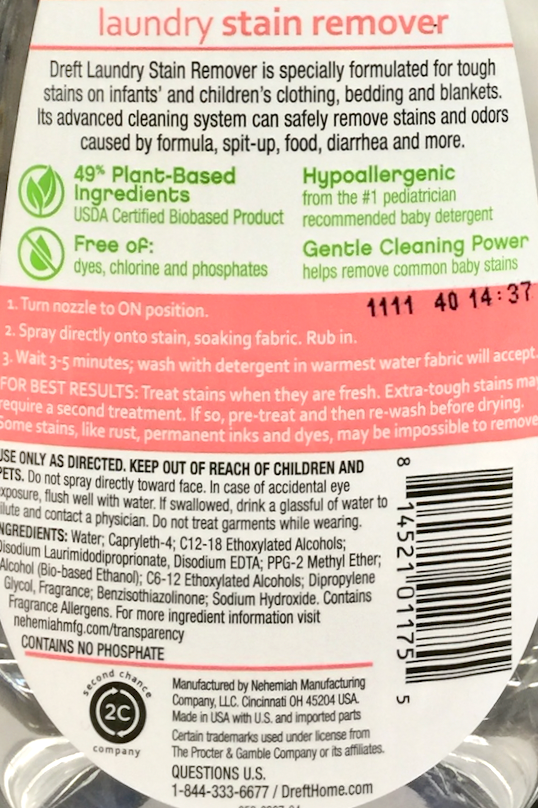 laundry stain remover
Dreft Laundry Stain Remover is specially formulated for tough
stains on infants' and children's clothing, bedding and blankets.
Its advanced cleaning system can safely remove stains and odors
caused by formula, spit-up, food, diarrhea and more.
49% Plant-Based
Ingredients
USDA Certified Biobased Product
Hypoallergenic
from the #1 pediatrician
recommended baby detergent
Free of:
dyes, chlorine and phosphates
Gentle Cleaning Power
helps remove common baby stains
1111 40 14:37
1. Turn nozzle to ON position.
2. Spray directly onto stain, soaking fabric. Rub in.
3. Wait 3-5 minutes; wash with detergent in warmest water fabric will accept.
FOR BEST RESULTS: Treat stains when they are fresh. Extra-tough stains may
require a second treatment. If so, pre-treat and then re-wash before drying.
Some stains, like rust, permanent inks and dyes, may be impossible to remove
USE ONLY AS DIRECTED. KEEP OUT OF REACH OF CHILDREN AND
PETS. Do not spray directly toward face. In case of accidental eye
exposure, flush well with water. If swallowed, drink a glassful of water to
dilute and contact a physician. Do not treat garments while wearing.
INGREDIENTS: Water; Capryleth-4; C12-18 Ethoxylated Alcohols;
Disodium Laurimidodiproprionate, Disodium EDTA; PPG-2 Methyl Ether;
Alcohol (Bio-based Ethanol); C6-12 Ethoxylated Alcohols; Dipropylene
Glycol, Fragrance; Benzisothiazolinone; Sodium Hydroxide. Contains
Fragrance Allergens. For more ingredient information visit
nehemiahmfg.com/transparency
CONTAINS NO PHOSPHATE
8 14521 01175 5
second chance
2C
company
Manufactured by Nehemiah Manufacturing
Company, LLC. Cincinnati OH 45204 USA.
Made in USA with U.S. and imported parts
Certain trademarks used under license from
The Procter & Gamble Company or its affiliates.
QUESTIONS U.S.
1-844-333-6677 / DreftHome.com